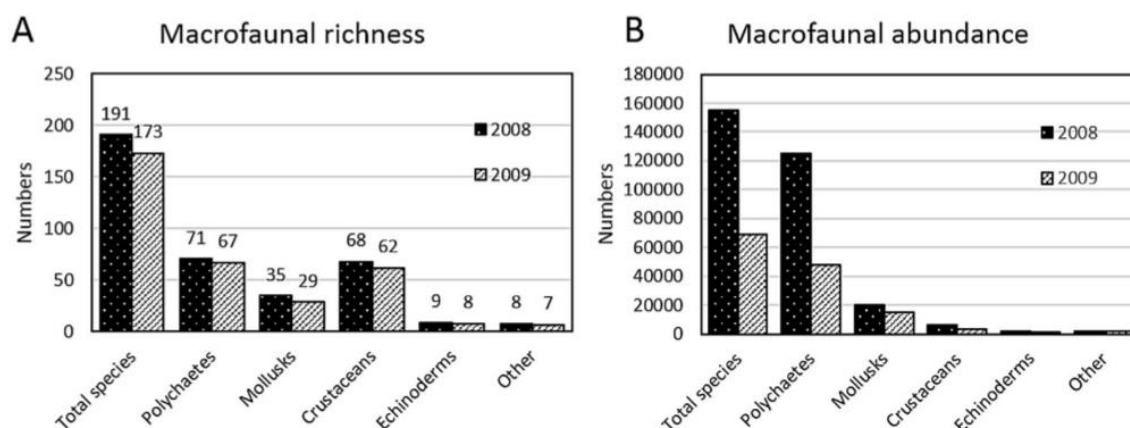 A
Macrofaunal richness
250
200
150
100
50
0
Numbers
191
173
71
67
35
29
68
62
9
8
8
7
2008
2009
Total species
Polychaetes
Mollusks
Crustaceans
Echinoderms
Other
B
Macrofaunal abundance
180000
160000
140000
120000
100000
80000
60000
40000
20000
0
Numbers
2008
2009
Total species
Polychaetes
Mollusks
Crustaceans
Echinoderms
Other